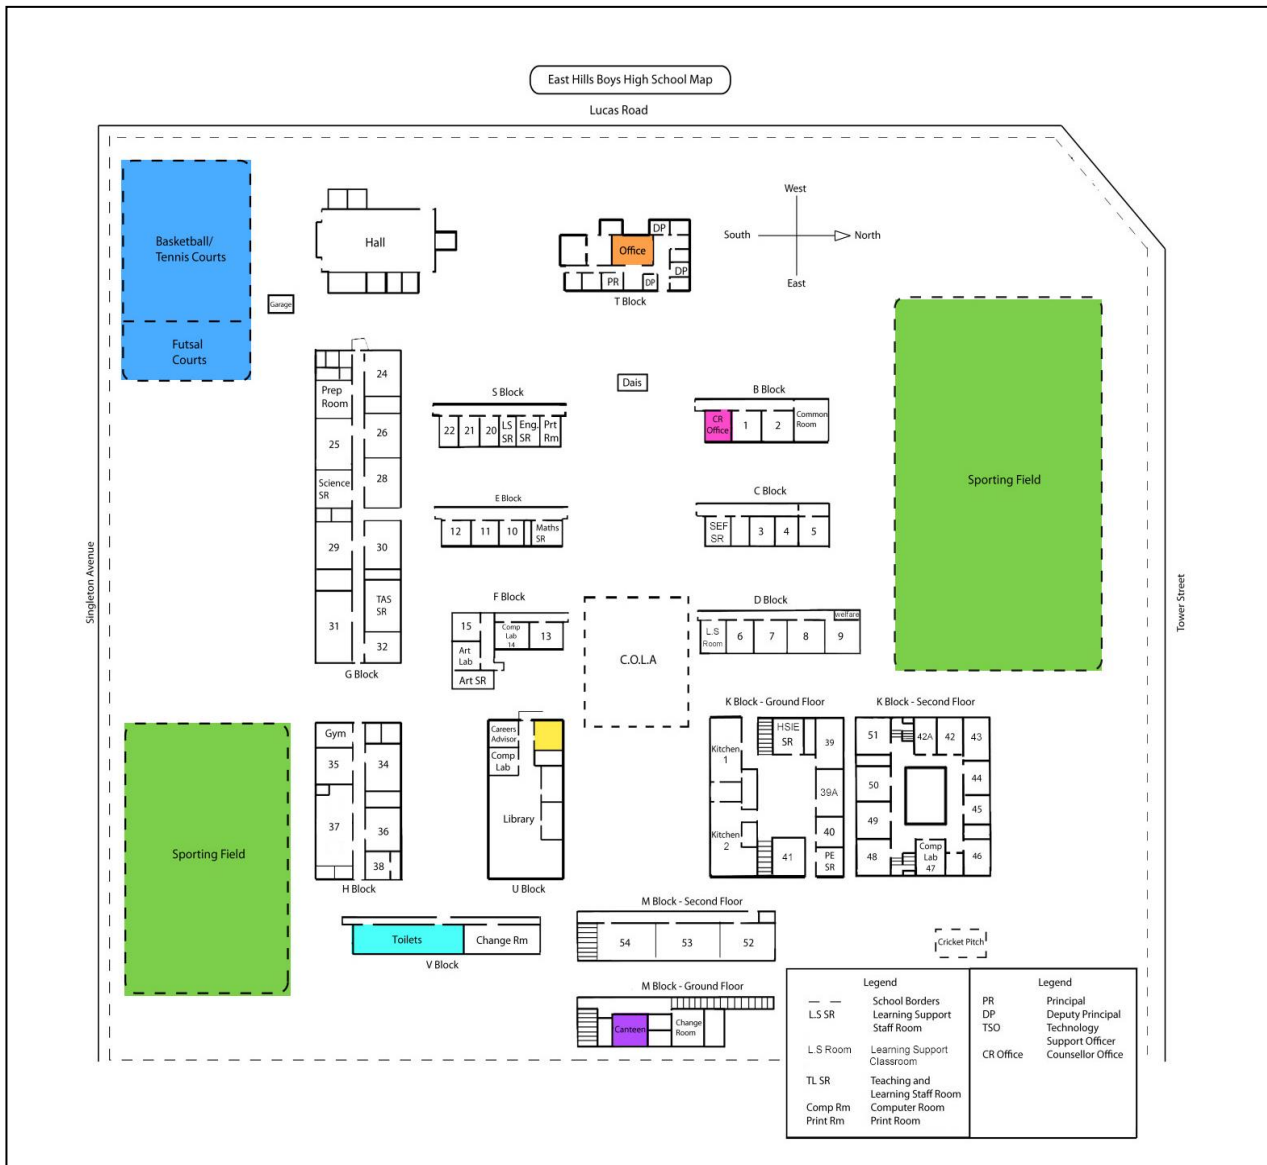 East Hills Boys High School Map
Lucas Road
West
South
North
East
Basketball/
Tennis Courts
Futsal
Courts
Garage
Hall
DP
Office
DP
PR
DP
T Block
Dais
Prep
Room
24
25
26
Science
SR
28
29
30
31
TAS
SR
32
G Block
S Block
22
21
20
LS
SR
Eng.
SR
Prt
Rm
B Block
CR
Office
1
2
Common
Room
E Block
12
11
10
Maths
SR
C Block
SEF
SR
3
4
5
Sporting Field
Singleton Avenue
Tower Street
F Block
15
Comp
Lab
14
13
Art
Lab
Art SR
C.O.L.A
D Block
welfare
L.S
Room
6
7
8
9
Gym
35
34
37
36
38
H Block
Sporting Field
Careers
Advisor
Comp
Lab
Library
U Block
K Block - Ground Floor
HSIE
SR
39
Kitchen
1
39A
Kitchen
2
40
41
PE
SR
K Block - Second Floor
51
42A
42
43
50
44
49
45
48
Comp
Lab
47
46
Toilets
Change Rm
V Block
M Block - Second Floor
54
53
52
Cricket Pitch
M Block - Ground Floor
Canteen
Change
Room
Legend
School Borders
L.S SR
Learning Support
Staff Room
L.S Room
Learning Support
Classroom
TL SR
Teaching and
Learning Staff Room
Comp Rm
Computer Room
Print Rm
Print Room
Legend
PR
Principal
DP
Deputy Principal
TSO
Technology
Support Officer
CR Office
Counsellor Office